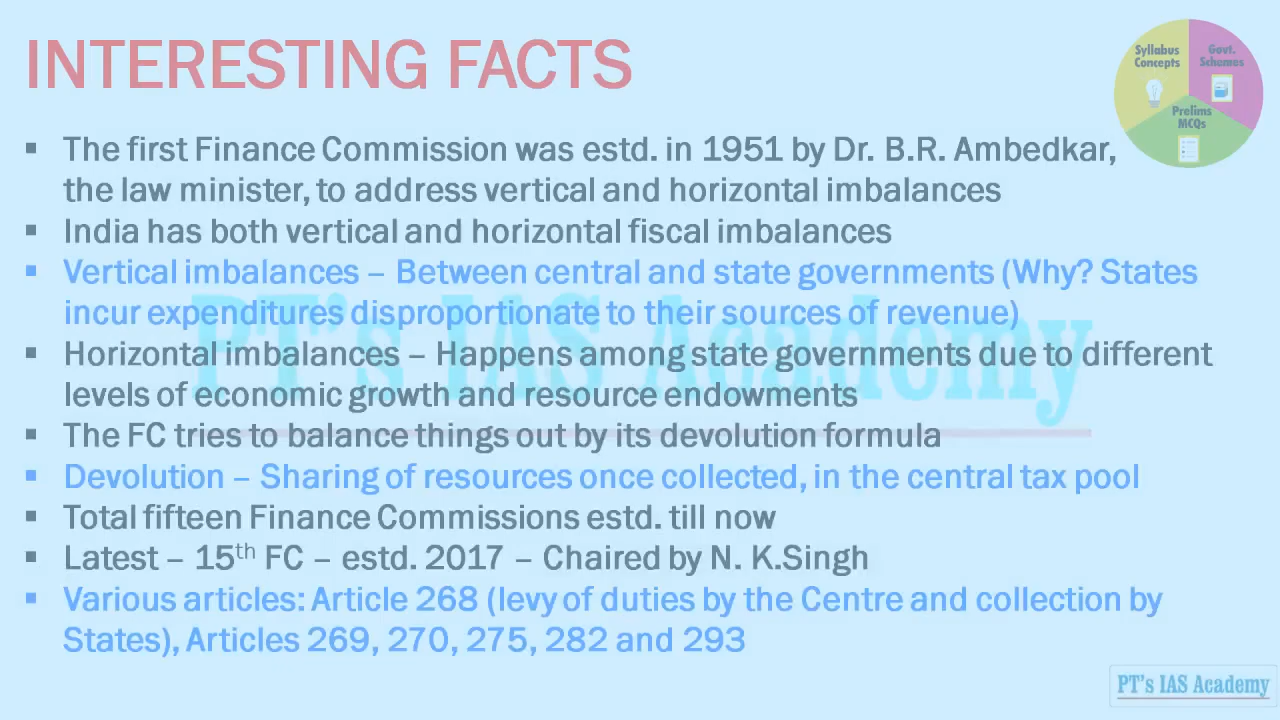 INTERESTING FACTS
Syllabus
Concepts
Govt.
Schemes
Prelims
MCQs
▪ The first Finance Commission was estd. in 1951 by Dr. B.R. Ambedkar,
the law minister, to address vertical and horizontal imbalances
▪ India has both vertical and horizontal fiscal imbalances
▪ Vertical imbalances – Between central and state governments (Why? States
incur expenditures disproportionate to their sources of revenue)
▪ Horizontal imbalances – Happens among state governments due to different
levels of economic growth and resource endowments
▪ The FC tries to balance things out by its devolution formula
▪ Devolution – Sharing of resources once collected, in the central tax pool
▪ Total fifteen Finance Commissions estd. till now
▪ Latest – 15th FC – estd. 2017 – Chaired by N. K.Singh
▪ Various articles: Article 268 (levy of duties by the Centre and collection by
States), Articles 269, 270, 275, 282 and 293
PT's IAS Academy
PT's IAS Academy